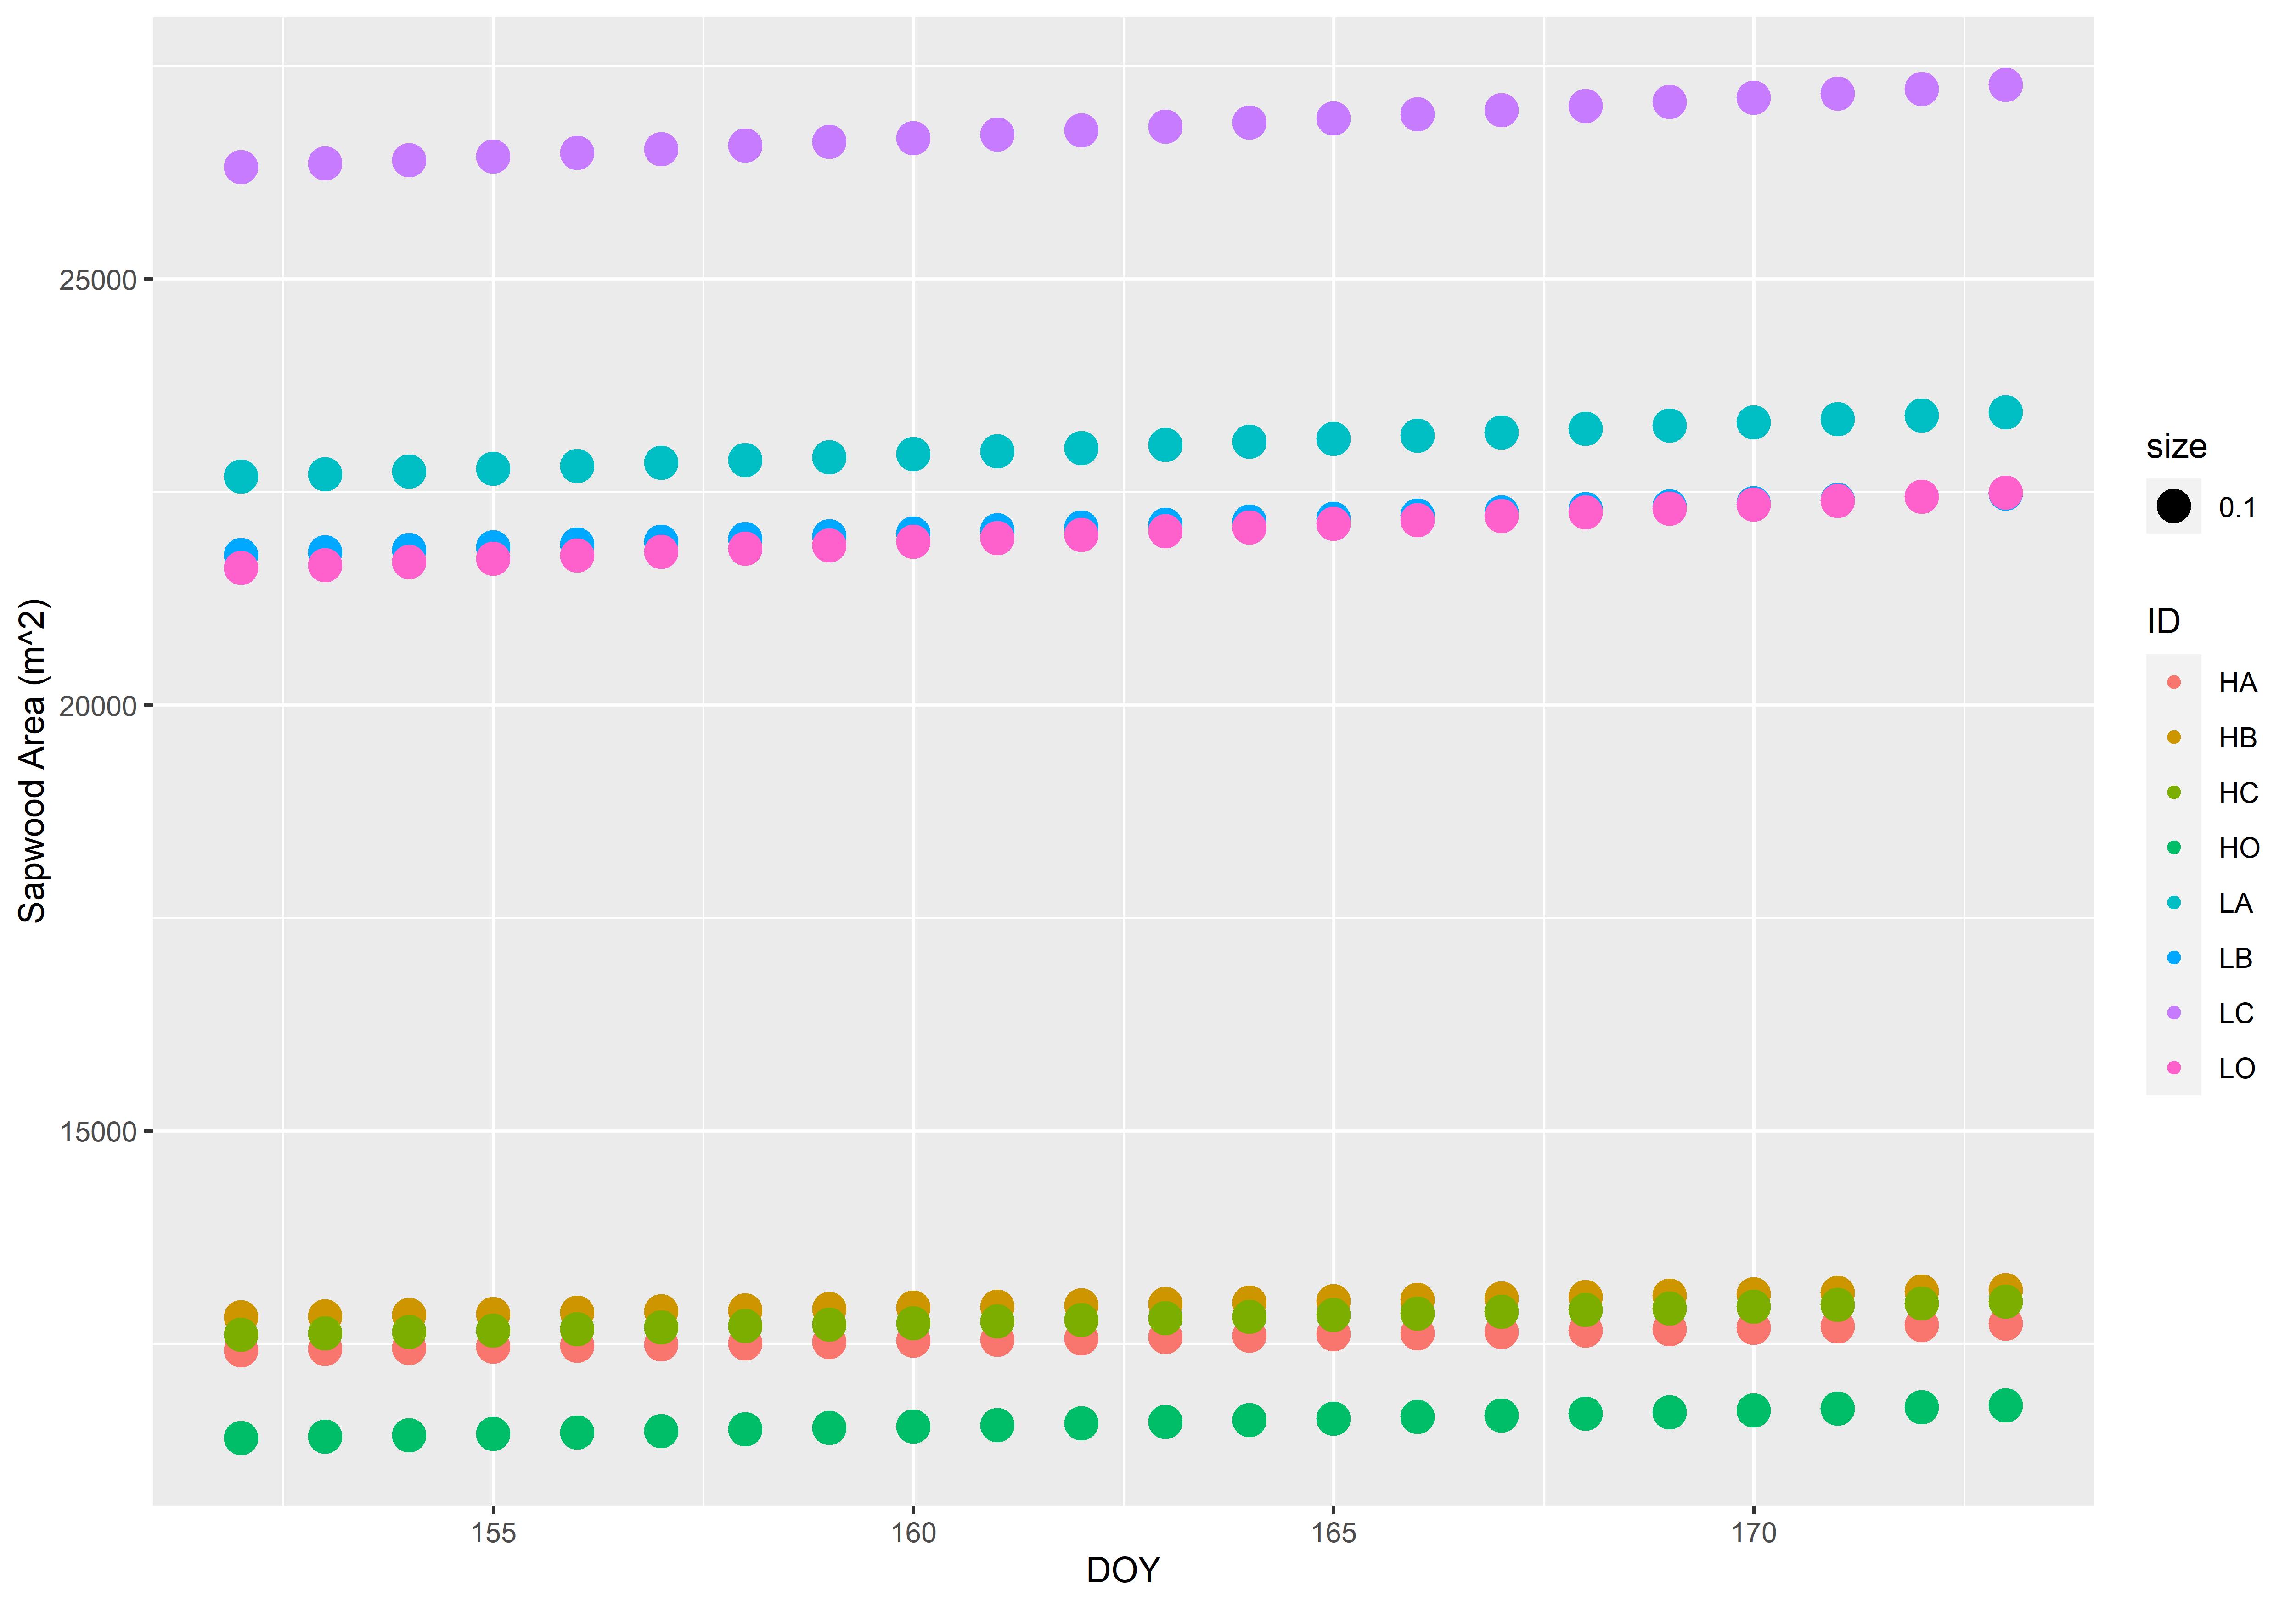 25000
20000
15000
Sapwood Area (m^2)
155
160
165
170
DOY
size
0.1
ID
HA
HB
HC
HO
LA
LB
LC
LO